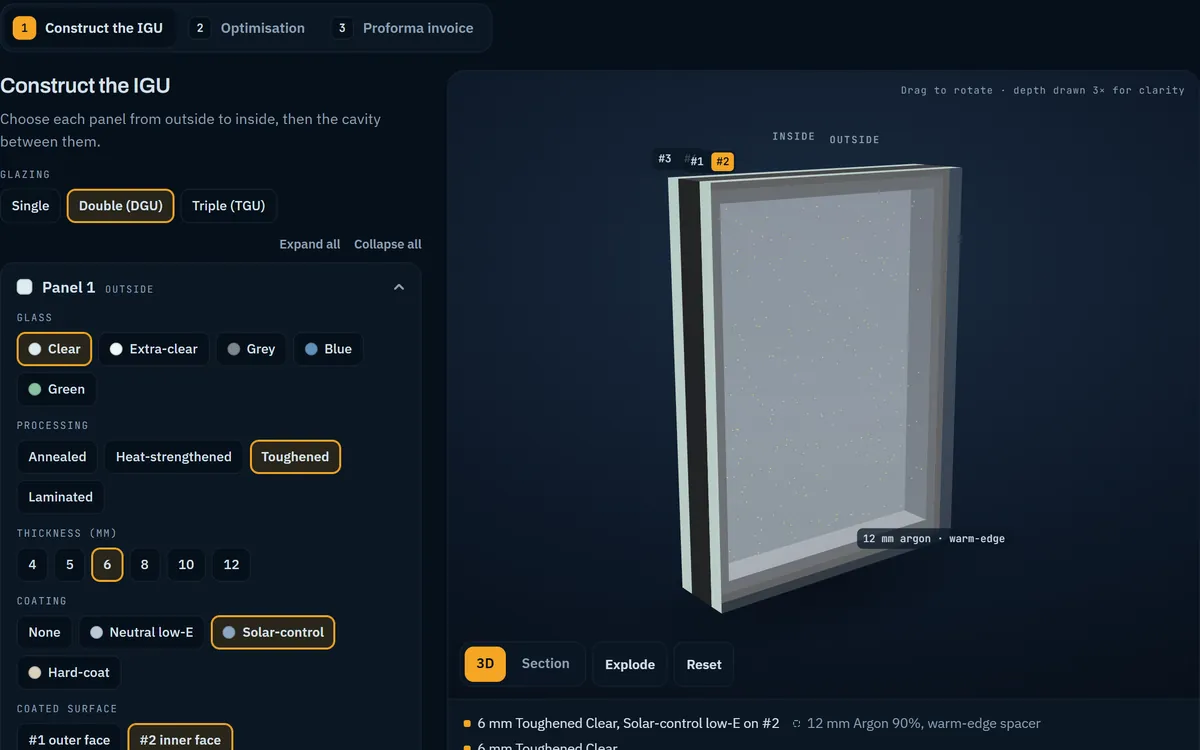 1 Construct the IGU 2 Optimisation 3 Proforma invoice
Construct the IGU
Choose each panel from outside to inside, then the cavity
between them.
GLAZING
Single Double (DGU) Triple (TGU)
Expand all Collapse all
Panel 1 OUTSIDE
GLASS
Clear Extra-clear Grey Blue
Green
PROCESSING
Annealed Heat-strengthened Toughened
Laminated
THICKNESS (MM)
4 5 6 8 10 12
COATING
None Neutral low-E Solar-control
Hard-coat
COATED SURFACE
#1 outer face #2 inner face
Drag to rotate · depth drawn 3× for clarity
INSIDE OUTSIDE
#3 #1 #2
12 mm argon · warm-edge
3D Section Explode Reset
6 mm Toughened Clear, Solar-control low-E on #2 12 mm Argon 90%, warm-edge spacer
6 mm Toughened Clear